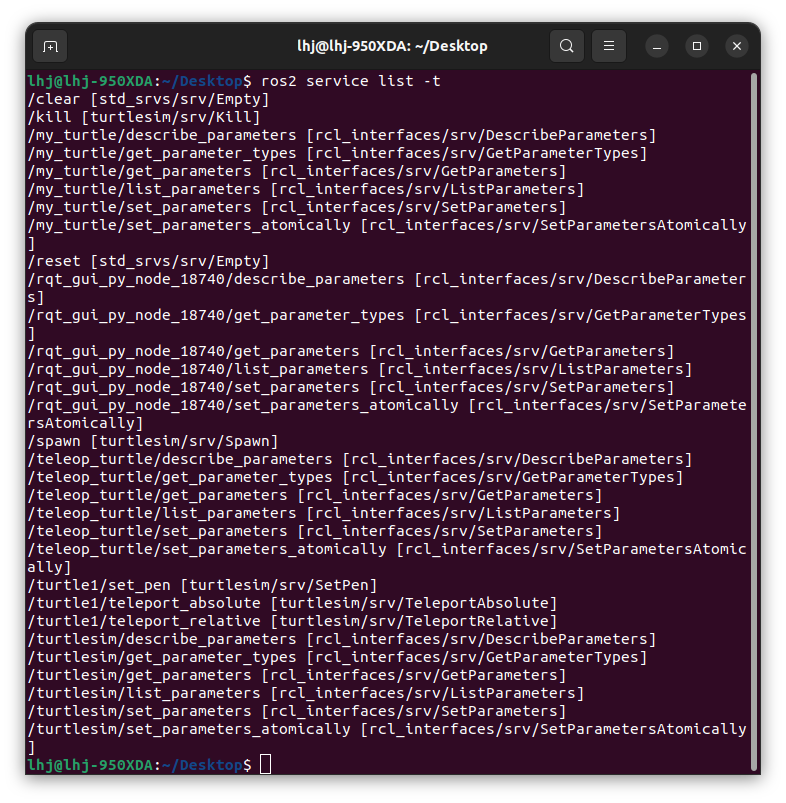 lhj@lhj-950XDA: ~/Desktop
lhj@lhj-950XDA:~/Desktop$ ros2 service list -t
/clear [std_srvs/srv/Empty]
/kill [turtlesim/srv/Kill]
/my_turtle/describe_parameters [rcl_interfaces/srv/DescribeParameters]
/my_turtle/get_parameter_types [rcl_interfaces/srv/GetParameterTypes]
/my_turtle/get_parameters [rcl_interfaces/srv/GetParameters]
/my_turtle/list_parameters [rcl_interfaces/srv/ListParameters]
/my_turtle/set_parameters [rcl_interfaces/srv/SetParameters]
/my_turtle/set_parameters_atomically [rcl_interfaces/srv/SetParametersAtomically
]
/reset [std_srvs/srv/Empty]
/rqt_gui_py_node_18740/describe_parameters [rcl_interfaces/srv/DescribeParameter
s]
/rqt_gui_py_node_18740/get_parameter_types [rcl_interfaces/srv/GetParameterTypes
]
/rqt_gui_py_node_18740/get_parameters [rcl_interfaces/srv/GetParameters]
/rqt_gui_py_node_18740/list_parameters [rcl_interfaces/srv/ListParameters]
/rqt_gui_py_node_18740/set_parameters [rcl_interfaces/srv/SetParameters]
/rqt_gui_py_node_18740/set_parameters_atomically [rcl_interfaces/srv/SetParamete
rsAtomically]
/spawn [turtlesim/srv/Spawn]
/teleop_turtle/describe_parameters [rcl_interfaces/srv/DescribeParameters]
/teleop_turtle/get_parameter_types [rcl_interfaces/srv/GetParameterTypes]
/teleop_turtle/get_parameters [rcl_interfaces/srv/GetParameters]
/teleop_turtle/list_parameters [rcl_interfaces/srv/ListParameters]
/teleop_turtle/set_parameters [rcl_interfaces/srv/SetParameters]
/teleop_turtle/set_parameters_atomically [rcl_interfaces/srv/SetParametersAtomic
ally]
/turtle1/set_pen [turtlesim/srv/SetPen]
/turtle1/teleport_absolute [turtlesim/srv/TeleportAbsolute]
/turtle1/teleport_relative [turtlesim/srv/TeleportRelative]
/turtlesim/describe_parameters [rcl_interfaces/srv/DescribeParameters]
/turtlesim/get_parameter_types [rcl_interfaces/srv/GetParameterTypes]
/turtlesim/get_parameters [rcl_interfaces/srv/GetParameters]
/turtlesim/list_parameters [rcl_interfaces/srv/ListParameters]
/turtlesim/set_parameters [rcl_interfaces/srv/SetParameters]
/turtlesim/set_parameters_atomically [rcl_interfaces/srv/SetParametersAtomically
]
lhj@lhj-950XDA:~/Desktop$